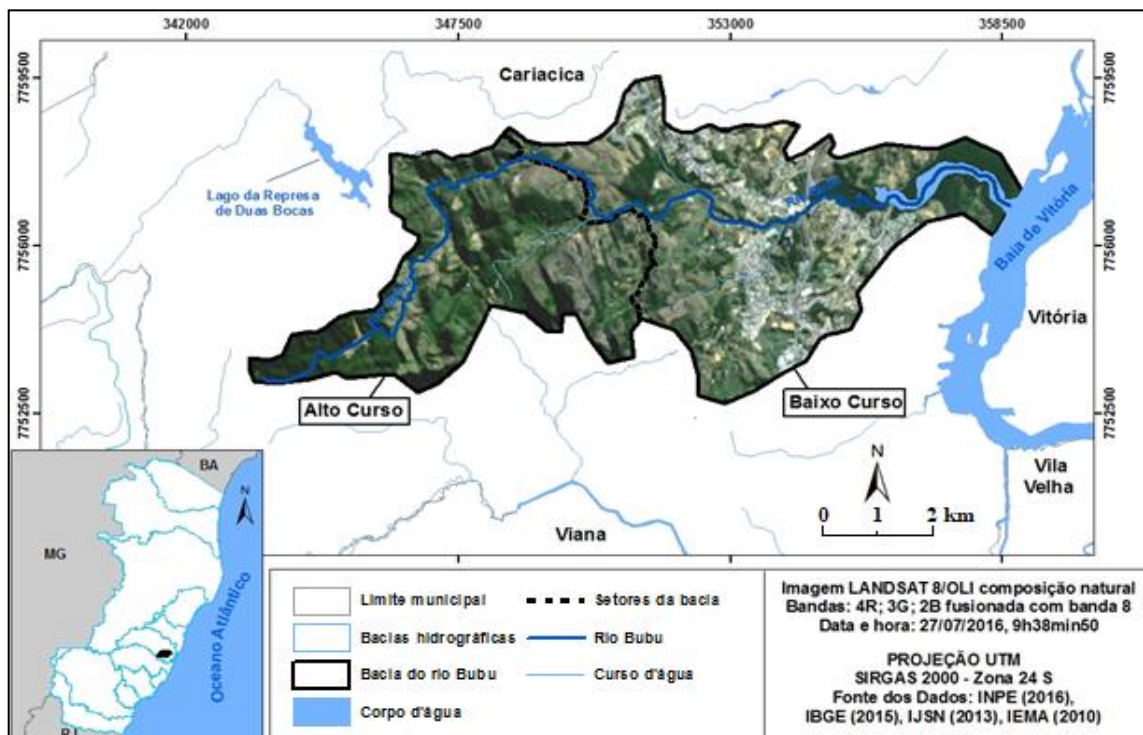 342000
347500
353000
358500
7759500
7759500
Cariacica
Lago da Represa
de Duas Bocas
7756000
7756000
Baía de Vitória
Vitória
Alto Curso
Baixo Curso
7752500
7752500
N
0 1 2 km
Vila
Velha
Viana
BA
N
MG
Oceano Atlântico
RJ
Limite municipal
Bacias hidrográficas
Bacia do rio Bubu
Corpo d'água
Setores da bacia
Rio Bubu
Curso d'água
Imagem LANDSAT 8/OLI composição natural
Bandas: 4R; 3G; 2B fusionada com banda 8
Data e hora: 27/07/2016, 9h38min50
PROJEÇÃO UTM
SIRGAS 2000 - Zona 24 S
Fonte dos Dados: INPE (2016),
IBGE (2015), IJSN (2013), IEMA (2010)